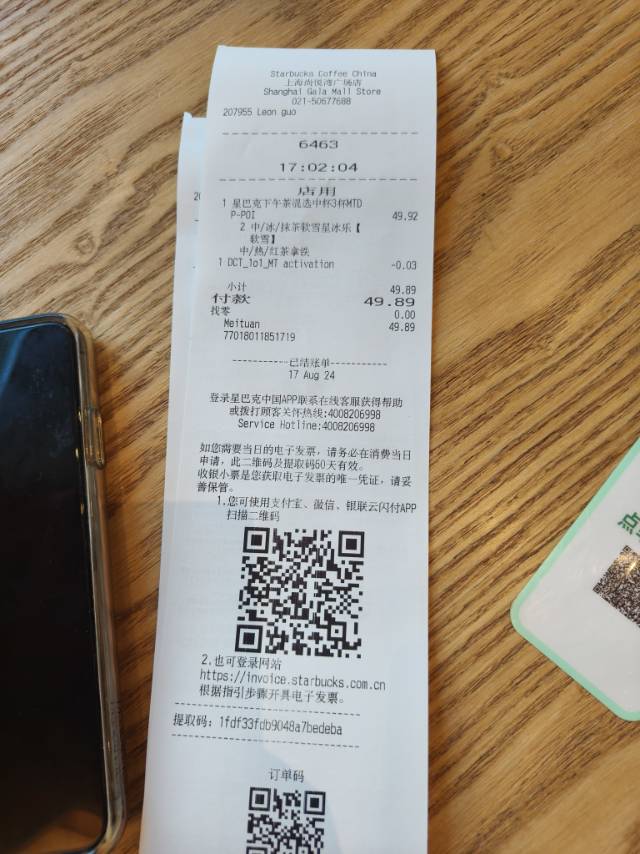 Starbucks Coffee China
上海尚悦湾广场店
Shanghai Gala Mall Store
021-50677688
207955 Leon guo
6463
17:02:04
店用
1 星巴克下午茶混选中杯3杯MTD
P-POI 49.92
2 中/冰/抹茶软雪星冰乐【
软雪】
中/热/红茶拿铁
1 DCT_1o1_MT activation -0.03
小计 49.89
付款 49.89
找零 0.00
Meituan 49.89
77018011851719
-----------已结账单-----------
17 Aug 24
登录星巴克中国APP联系在线客服获得帮助
或拨打顾客关怀热线:4008206998
Service Hotline:4008206998
如您需要当日的电子发票，请务必在消费当日
申请，此二维码及提取码60天有效。
收银小票是您获取电子发票的唯一凭证，请妥
善保管。
1.您可使用支付宝、微信、银联云闪付APP
扫描二维码
2.也可登录网站
https://invoice.starbucks.com.cn
根据指引步骤开具电子发票。
提取码：1fdf33fdb9048a7bedeba
订单码
20